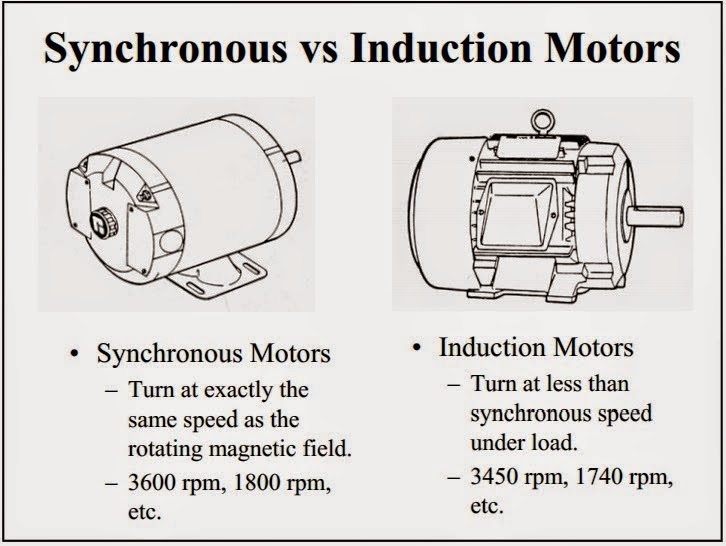 Synchronous vs Induction Motors
• Synchronous Motors
– Turn at exactly the
same speed as the
rotating magnetic field.
– 3600 rpm, 1800 rpm,
etc.
• Induction Motors
– Turn at less than
synchronous speed
under load.
– 3450 rpm, 1740 rpm,
etc.